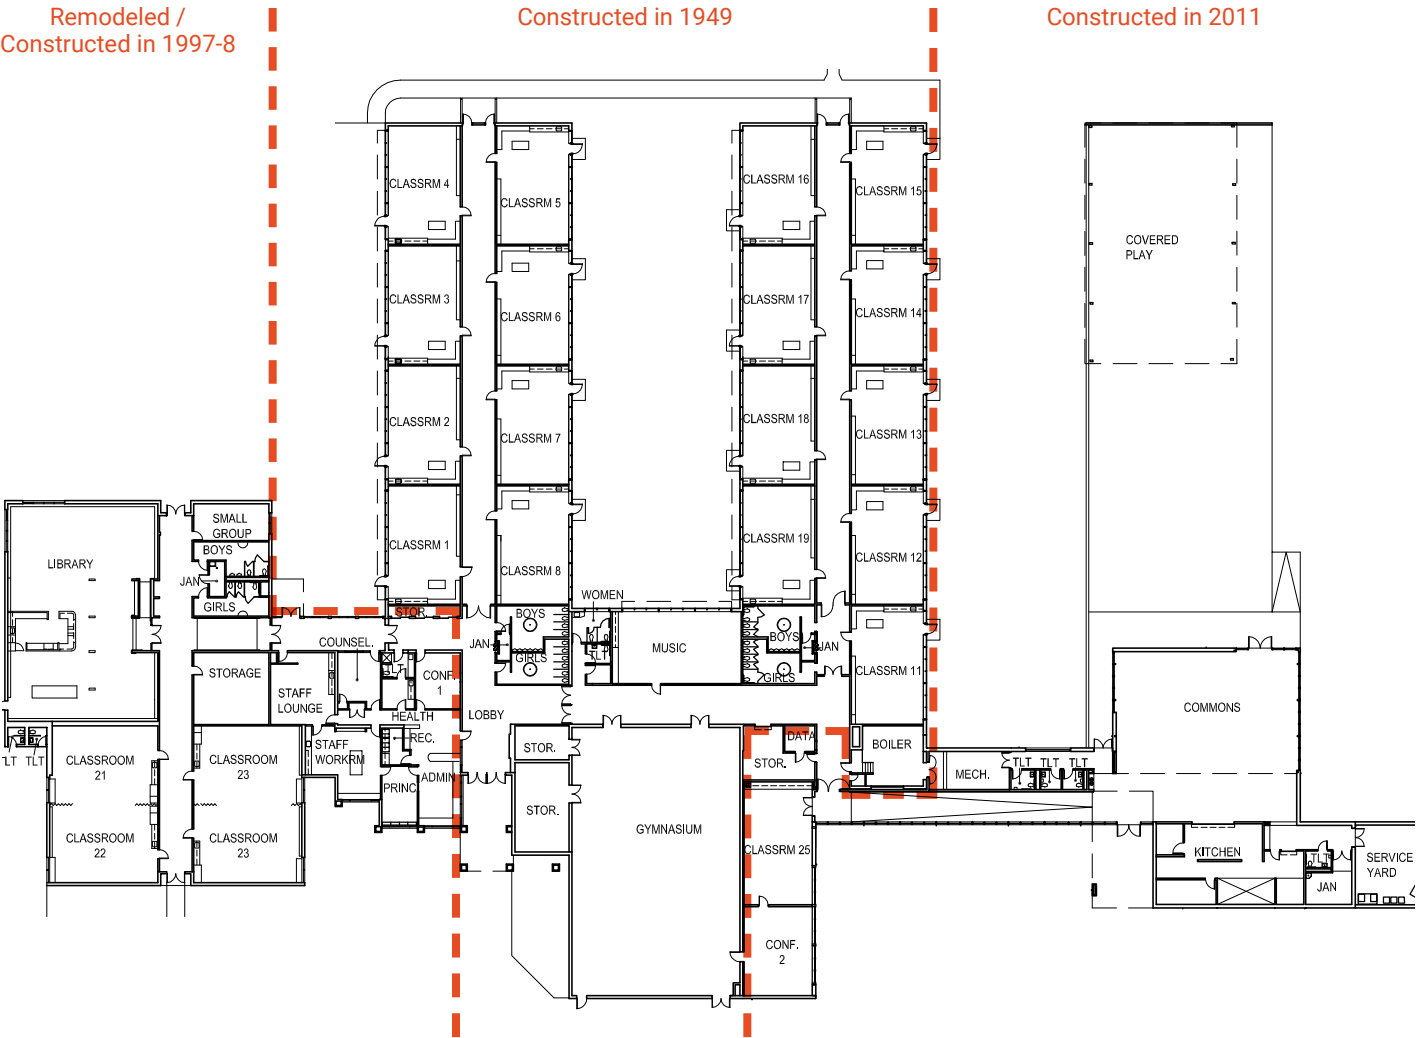 Remodeled /
Constructed in 1997-8
Constructed in 1949
Constructed in 2011
CLASSRM 4
CLASSRM 5
CLASSRM 16
CLASSRM 15
COVERED
PLAY
CLASSRM 3
CLASSRM 6
CLASSRM 17
CLASSRM 14
CLASSRM 2
CLASSRM 7
CLASSRM 18
CLASSRM 13
CLASSRM 1
CLASSRM 8
CLASSRM 19
CLASSRM 12
SMALL
GROUP
BOYS
LIBRARY
JAN
GIRLS
STOR.
COUNSEL.
BOYS
JAN
GIRLS
WOMEN
TLT
MUSIC
BOYS
JAN
GIRLS
CLASSRM 11
STORAGE
STAFF
LOUNGE
TLT
CONF.
1
HEALTH
LOBBY
COMMONS
STAFF
WORKRM
REC.
ADMIN
PRINC.
STOR.
STOR.
DATA
STOR.
BOILER
MECH.
TLT
TLT
TLT
TLT
TLT
CLASSROOM
21
CLASSROOM
23
CLASSROOM
22
CLASSROOM
23
GYMNASIUM
CLASSRM 25
CONF.
2
KITCHEN
TLT
JAN
SERVICE
YARD